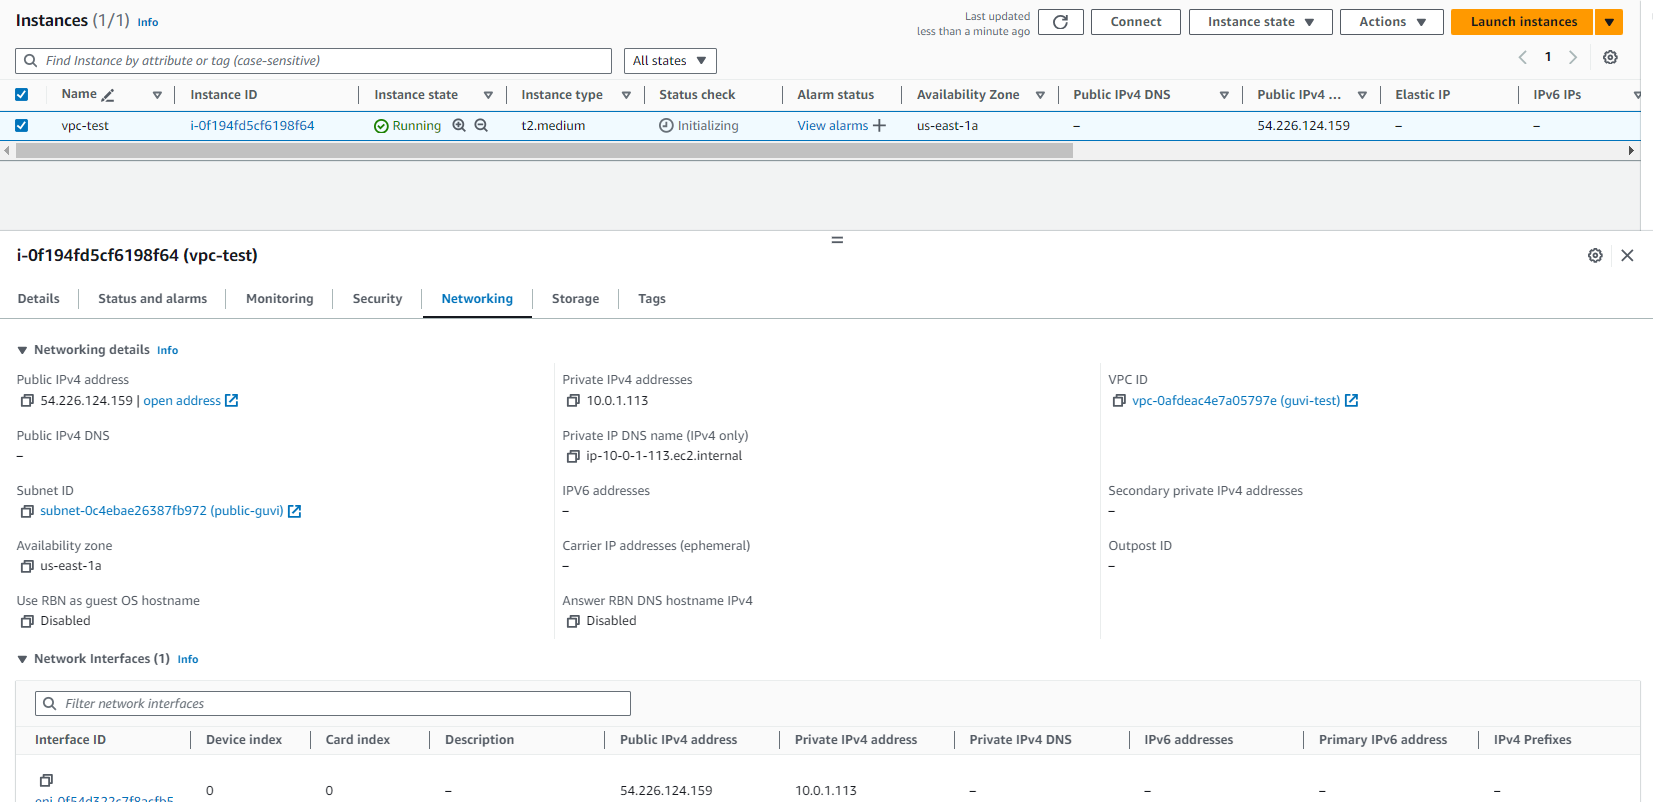 Instances (1/1) Info
Last updated
less than a minute ago
Connect
Instance state
Actions
Launch instances
Find Instance by attribute or tag (case-sensitive)
All states
1
Name Instance ID Instance state Instance type Status check Alarm status Availability Zone Public IPv4 DNS Public IPv4 ... Elastic IP IPv6 IPs
vpc-test i-0f194fd5cf6198f64 Running t2.medium Initializing View alarms + us-east-1a – 54.226.124.159 – –
i-0f194fd5cf6198f64 (vpc-test)
Details Status and alarms Monitoring Security Networking Storage Tags
Networking details Info
Public IPv4 address Private IPv4 addresses VPC ID
54.226.124.159 | open address 10.0.1.113 vpc-0afdeac4e7a05797e (guvi-test)
Public IPv4 DNS Private IP DNS name (IPv4 only)
– ip-10-0-1-113.ec2.internal
Subnet ID IPV6 addresses Secondary private IPv4 addresses
subnet-0c4ebae26387fb972 (public-guvi) – –
Availability zone Carrier IP addresses (ephemeral) Outpost ID
us-east-1a – –
Use RBN as guest OS hostname Answer RBN DNS hostname IPv4
Disabled Disabled
Network Interfaces (1) Info
Filter network interfaces
Interface ID Device index Card index Description Public IPv4 address Private IPv4 address Private IPv4 DNS IPv6 addresses Primary IPv6 address IPv4 Prefixes
0 0 – 54.226.124.159 10.0.1.113 – – – –